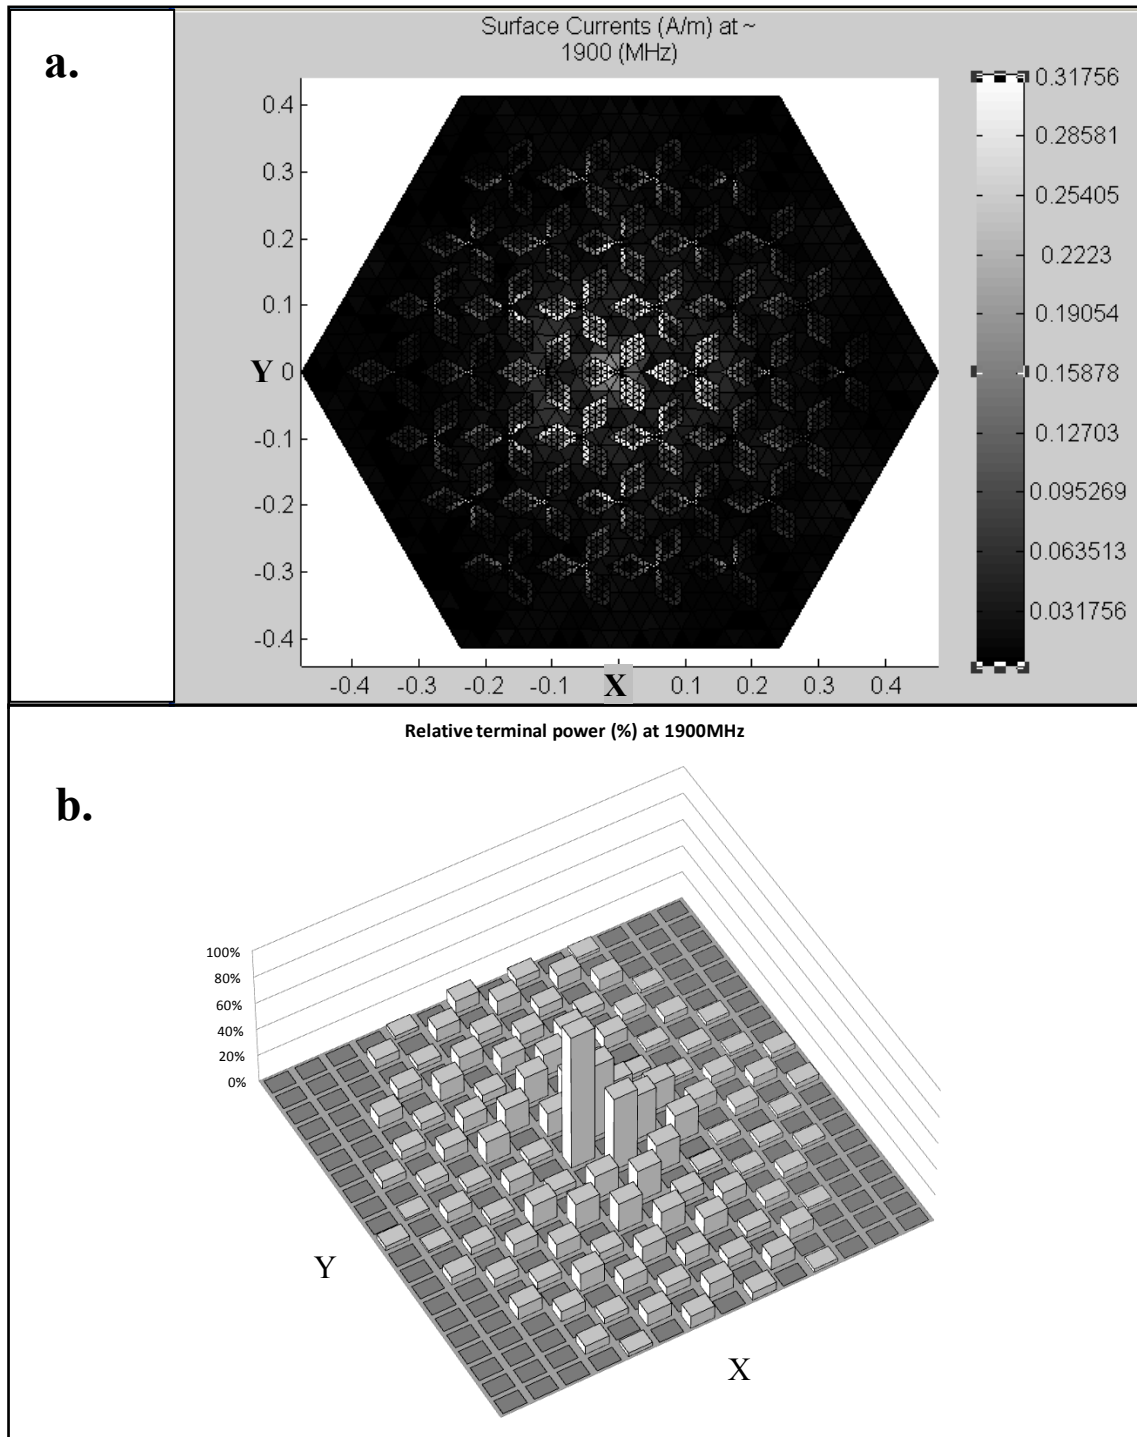 a.
Surface Currents (A/m) at ~
1900 (MHz)
0.4
0.3
0.2
0.1
Y 0
-0.1
-0.2
-0.3
-0.4
-0.4 -0.3 -0.2 -0.1 X 0.1 0.2 0.3 0.4
0.31756
0.28581
0.25405
0.2223
0.19054
0.15878
0.12703
0.095269
0.063513
0.031756
Relative terminal power (%) at 1900MHz
b.
100%
80%
60%
40%
20%
0%
Y
X